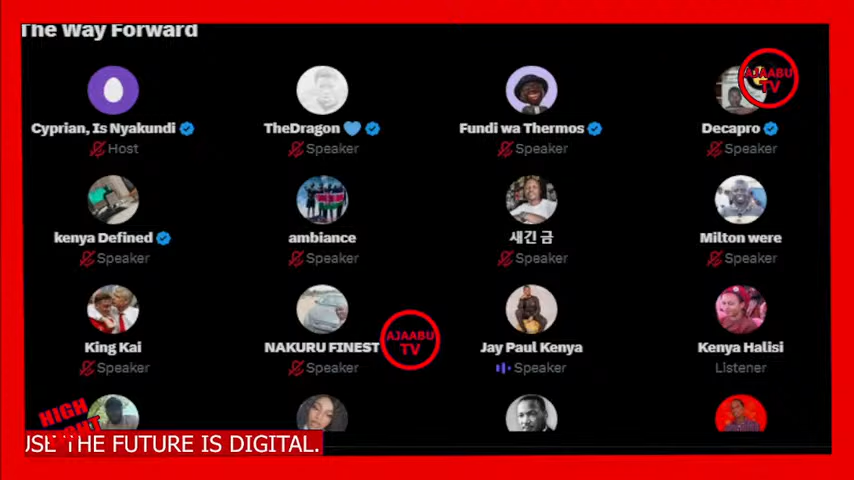 The Way Forward
AJAABU
TV
Cyprian, Is Nyakundi
Host
TheDragon 💙
Speaker
Fundi wa Thermos
Speaker
Decapro
Speaker
kenya Defined
Speaker
ambiance
Speaker
새긴 금
Speaker
Milton were
Speaker
King Kai
Speaker
NAKURU FINEST
Speaker
AJAABU
TV
Jay Paul Kenya
Speaker
Kenya Halisi
Listener
HIGH
USE THE FUTURE IS DIGITAL.